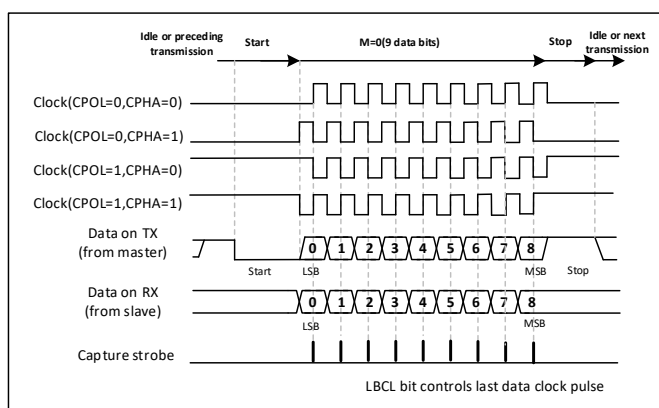 Idle or preceding
transmission
Start
M=0(9 data bits)
Stop
Idle or next
transmission
Clock(CPOL=0,CPHA=0)
Clock(CPOL=0,CPHA=1)
Clock(CPOL=1,CPHA=0)
Clock(CPOL=1,CPHA=1)
Data on TX
(from master)
0 1 2 3 4 5 6 7 8
Start
LSB
MSB
Stop
Data on RX
(from slave)
0 1 2 3 4 5 6 7 8
LSB
MSB
Capture strobe
LBCL bit controls last data clock pulse